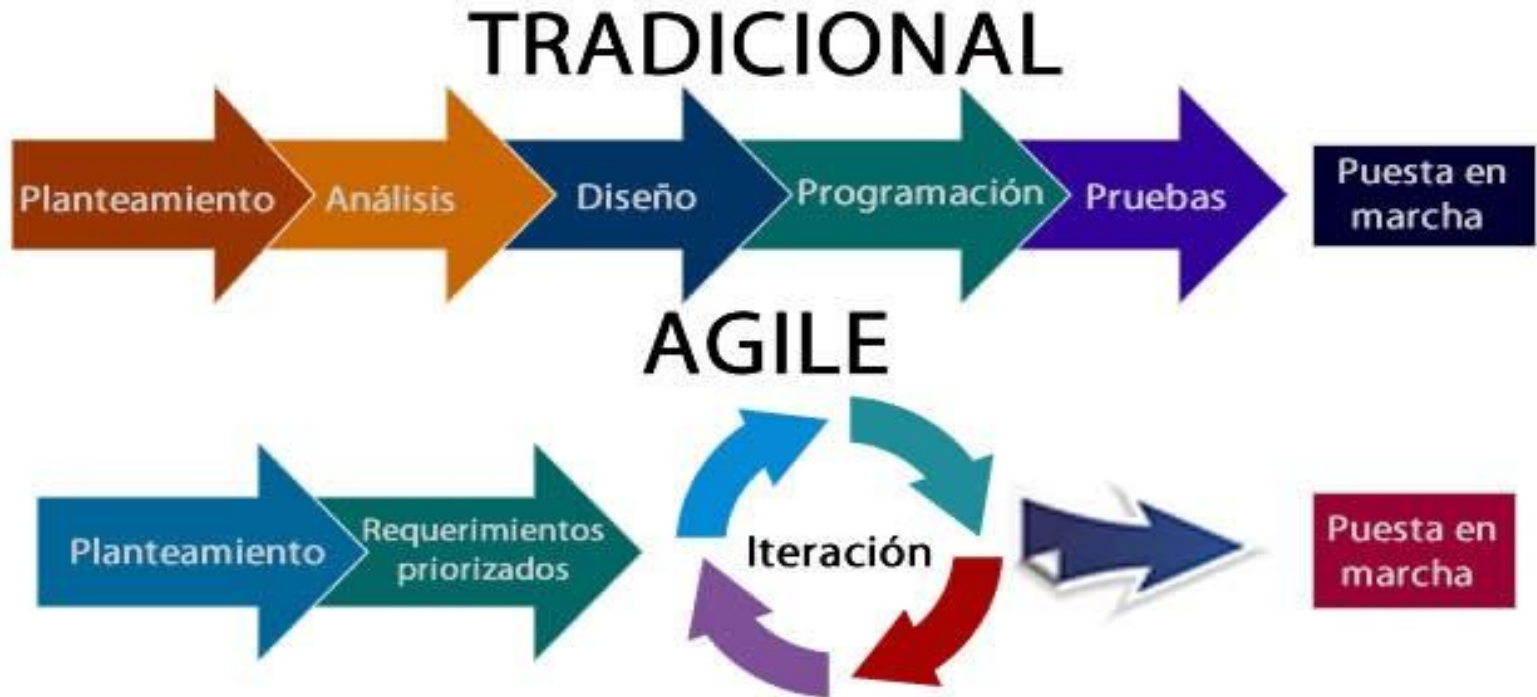 TRADICIONAL
Planteamiento
Análisis
Diseño
Programación
Pruebas
Puesta en
marcha
AGILE
Planteamiento
Requerimientos
priorizados
Iteración
Puesta en
marcha